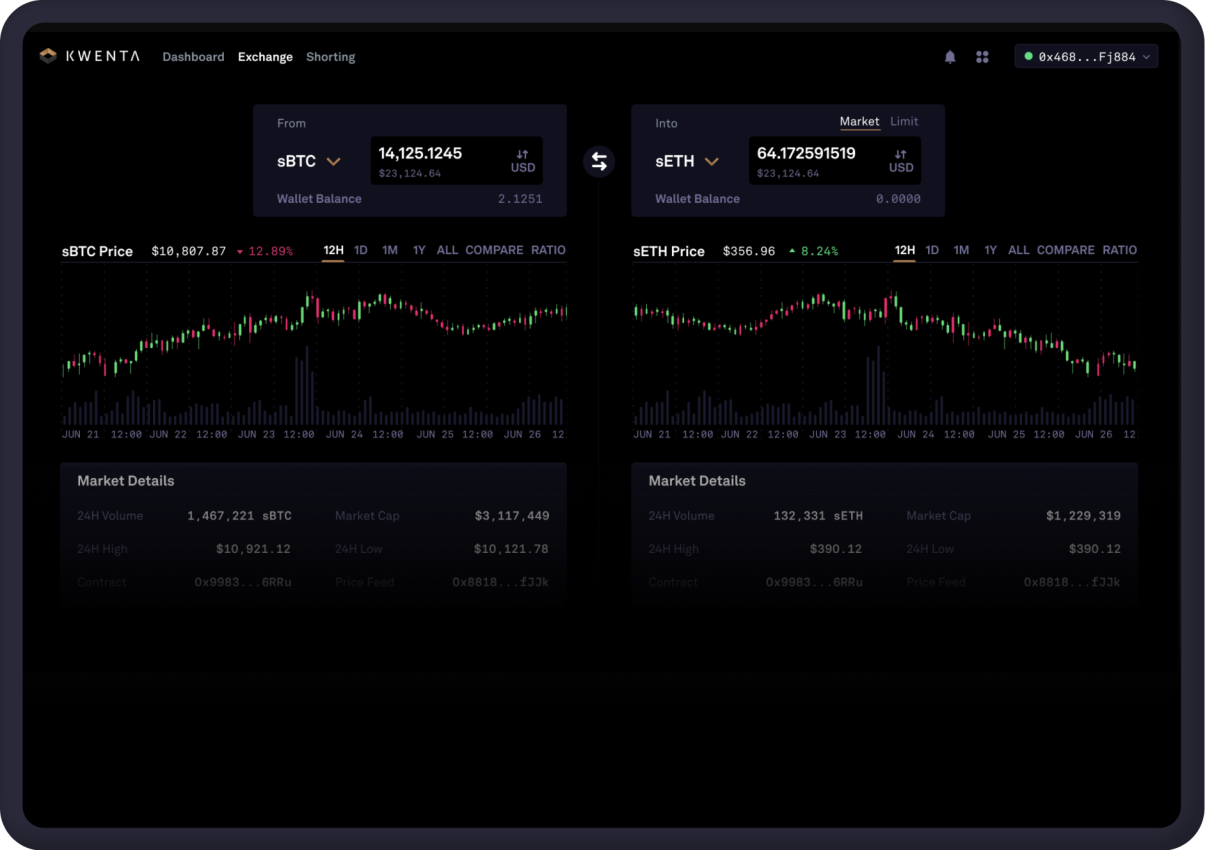 KWENTA Dashboard Exchange Shorting 0x468...Fj884
From
sBTC 14,125.1245 USD
$23,124.64
Wallet Balance 2.1251
Into Market Limit
sETH 64.172591519 USD
$23,124.64
Wallet Balance 0.0000
sBTC Price $10,807.87 12.89% 12H 1D 1M 1Y ALL COMPARE RATIO
JUN 21 12:00 JUN 22 12:00 JUN 23 12:00 JUN 24 12:00 JUN 25 12:00 JUN 26 12:
sETH Price $356.96 8.24% 12H 1D 1M 1Y ALL COMPARE RATIO
JUN 21 12:00 JUN 22 12:00 JUN 23 12:00 JUN 24 12:00 JUN 25 12:00 JUN 26 12
Market Details
24H Volume 1,467,221 sBTC Market Cap $3,117,449
24H High $10,921.12 24H Low $10,121.78
Contract 0x9983...6RRu Price Feed 0x8818...fJJk
Market Details
24H Volume 132,331 sETH Market Cap $1,229,319
24H High $390.12 24H Low $390.12
Contract 0x9983...6RRu Price Feed 0x8818...fJJk